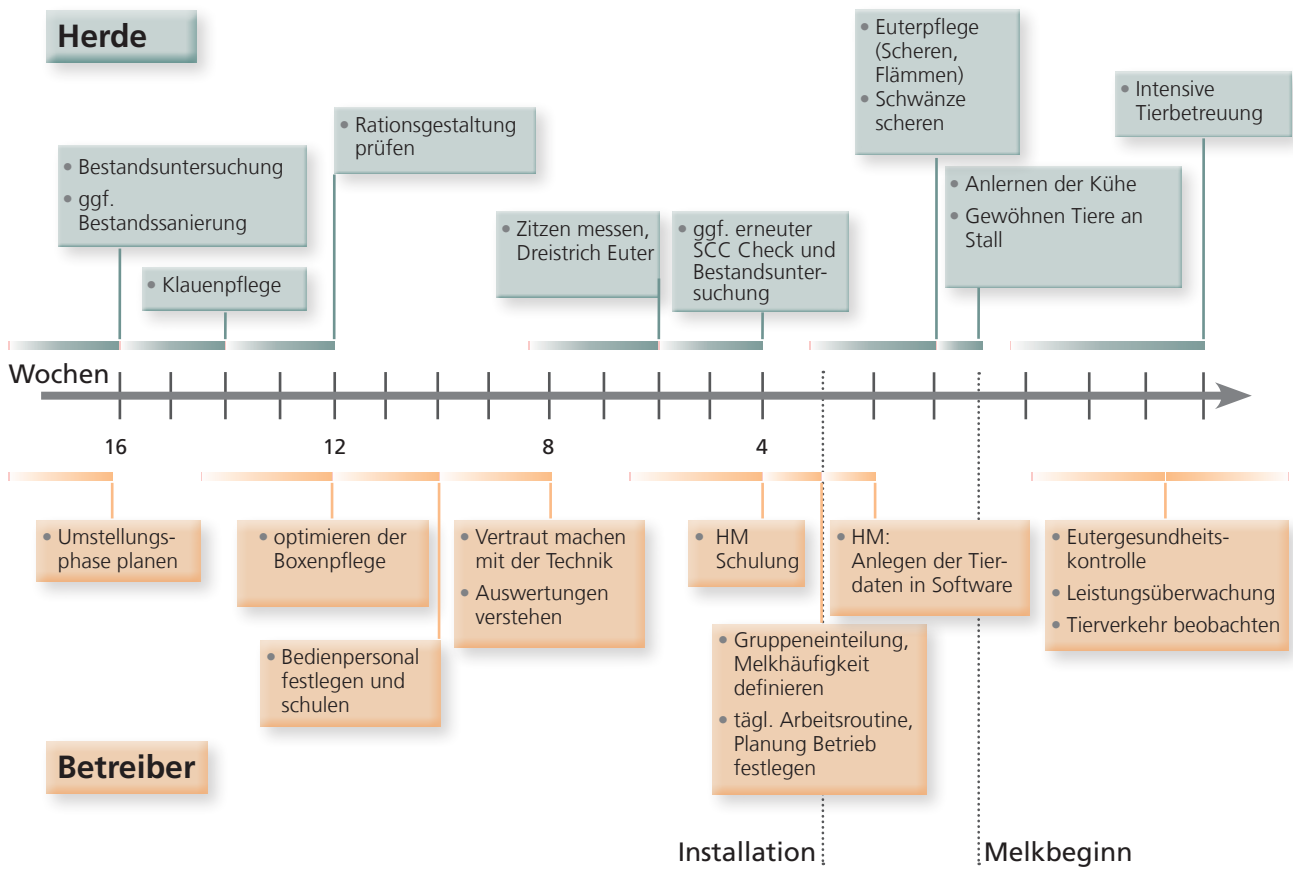 Herde
• Bestandsuntersuchung
• ggf.
Bestandssanierung
• Klauenpflege
• Rationsgestaltung
prüfen
• Zitzen messen,
Dreistrich Euter
• ggf. erneuter
SCC Check und
Bestandsunter-
suchung
• Euterpflege
(Scheren,
Flämmen)
• Schwänze
scheren
• Anlernen der Kühe
• Gewöhnen Tiere an
Stall
• Intensive
Tierbetreuung
Wochen
16
12
8
4
• Umstellungs-
phase planen
• optimieren der
Boxenpflege
• Bedienpersonal
festlegen und
schulen
• Vertraut machen
mit der Technik
• Auswertungen
verstehen
• HM
Schulung
• Gruppeneinteilung,
Melkhäufigkeit
definieren
• tägl. Arbeitsroutine,
Planung Betrieb
festlegen
• HM:
Anlegen der Tier-
daten in Software
• Eutergesundheits-
kontrolle
• Leistungsüberwachung
• Tierverkehr beobachten
Betreiber
Installation
Melkbeginn